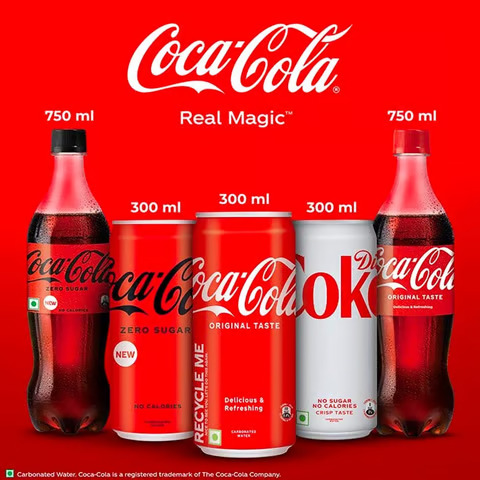 Coca-Cola®
Real Magic™
750 ml
750 ml
300 ml
300 ml
300 ml
Coca-Cola
ZERO SUGAR
NEW
NO CALORIES
Coca-C
ZERO SUGAR
NEW
NO CALORIES
RECYCLE ME
Coca-Cola
ORIGINAL TASTE
Delicious &
Refreshing
CARBONATED
WATER
Di
Coke
NO SUGAR
NO CALORIES
CRISP TASTE
Coca-Cola
ORIGINAL TASTE
Delicious & Refreshing
Carbonated Water. Coca-Cola is a registered trademark of The Coca-Cola Company.